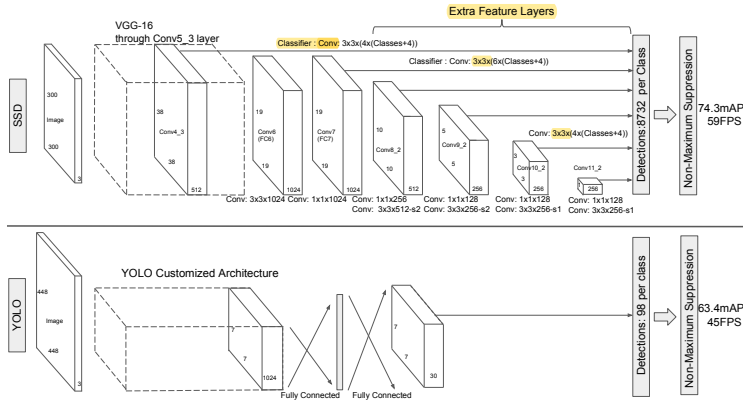 Extra Feature Layers
VGG-16
through Conv5_3 layer
Classifier : Conv: 3x3x(4x(Classes+4))
Classifier : Conv: 3x3x(6x(Classes+4))
SSD
300
Image
300
3
38
Conv4_3
38
512
19
Conv6
(FC6)
19
1024
19
Conv7
(FC7)
19
1024
10
Conv8_2
10
512
5
Conv9_2
5
256
Conv: 3x3x(4x(Classes+4))
3
Conv10_2
3
256
Conv11_2
1
256
Detections:8732 per Class
Non-Maximum Suppression
74.3mAP
59FPS
Conv: 3x3x1024
Conv: 1x1x1024
Conv: 1x1x256
Conv: 3x3x512-s2
Conv: 1x1x128
Conv: 3x3x256-s2
Conv: 1x1x128
Conv: 3x3x256-s1
Conv: 1x1x128
Conv: 3x3x256-s1
YOLO
448
Image
448
3
YOLO Customized Architecture
7
7
1024
Fully Connected
Fully Connected
7
7
30
Detections: 98 per class
Non-Maximum Suppression
63.4mAP
45FPS